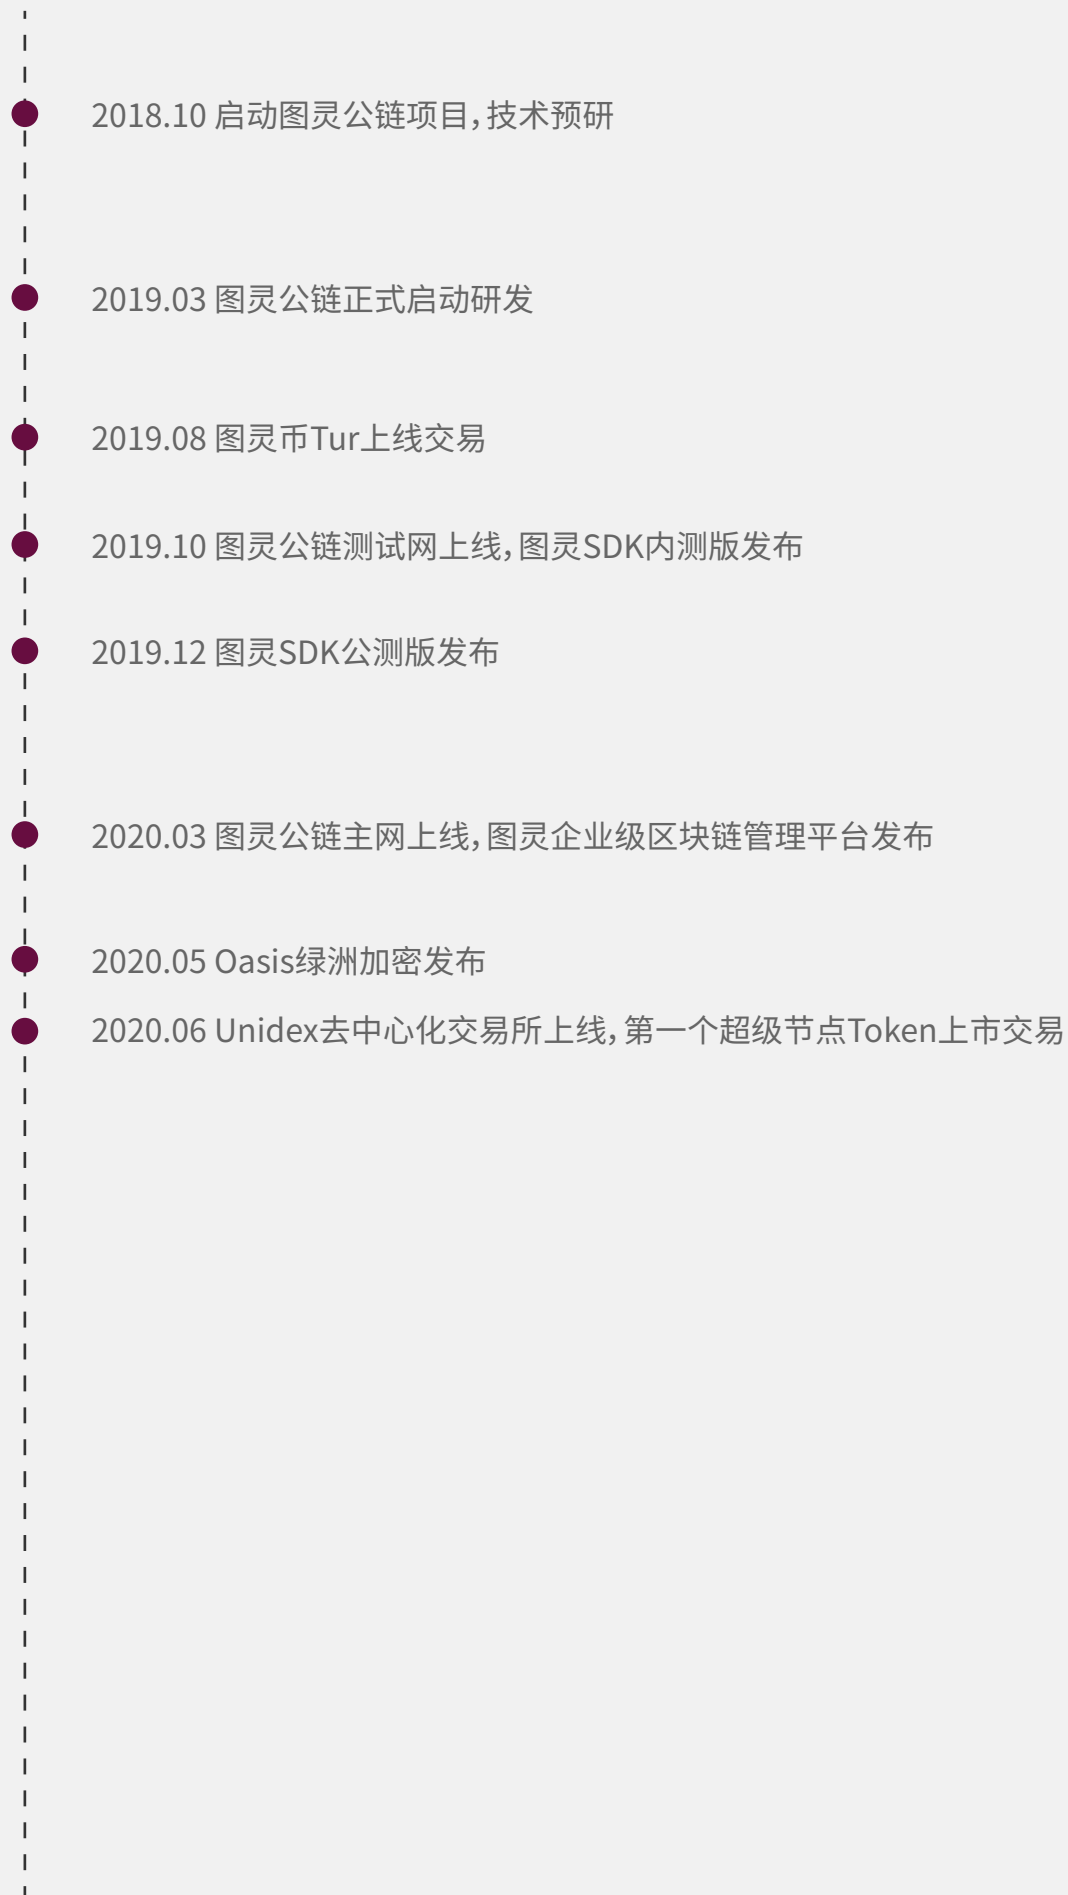 2018.10 启动图灵公链项目，技术预研
2019.03 图灵公链正式启动研发
2019.08 图灵币Tur上线交易
2019.10 图灵公链测试网上线，图灵SDK内测版发布
2019.12 图灵SDK公测版发布
2020.03 图灵公链主网上线，图灵企业级区块链管理平台发布
2020.05 Oasis绿洲加密发布
2020.06 Unidex去中心化交易所上线，第一个超级节点Token上市交易